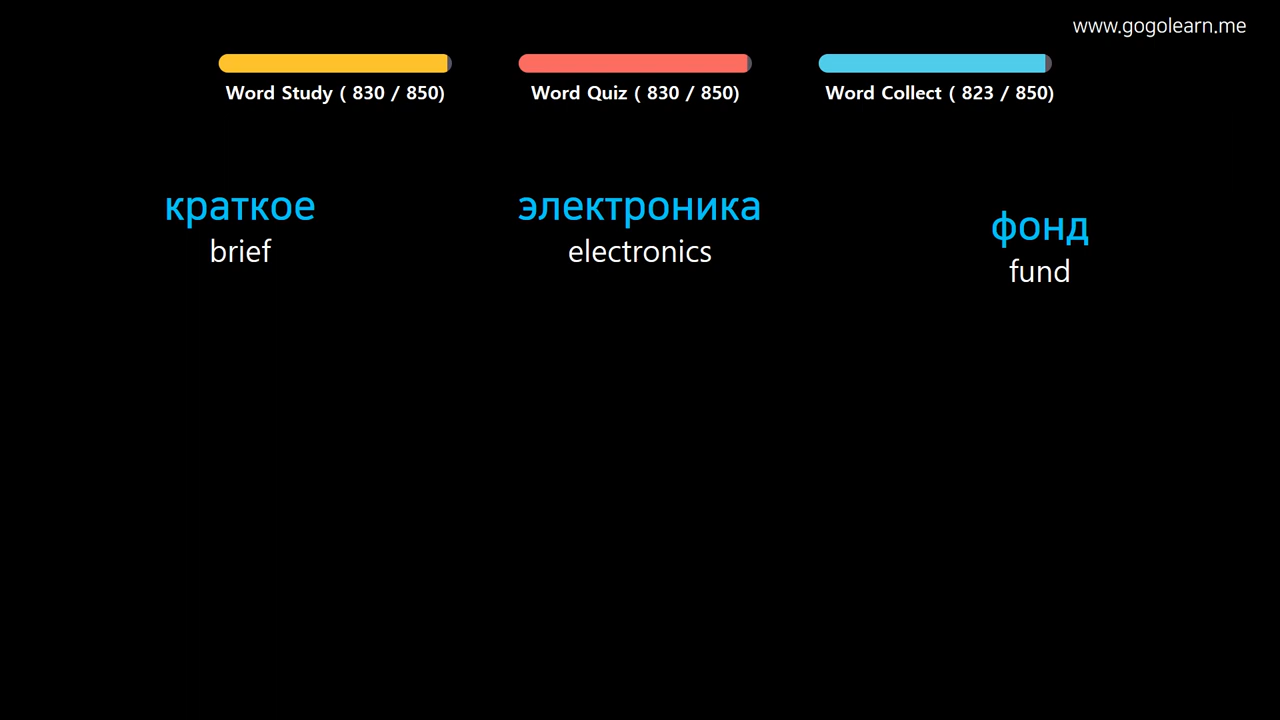 www.gogolearn.me
Word Study ( 830 / 850)
Word Quiz ( 830 / 850)
Word Collect ( 823 / 850)
краткое
brief
электроника
electronics
фонд
fund